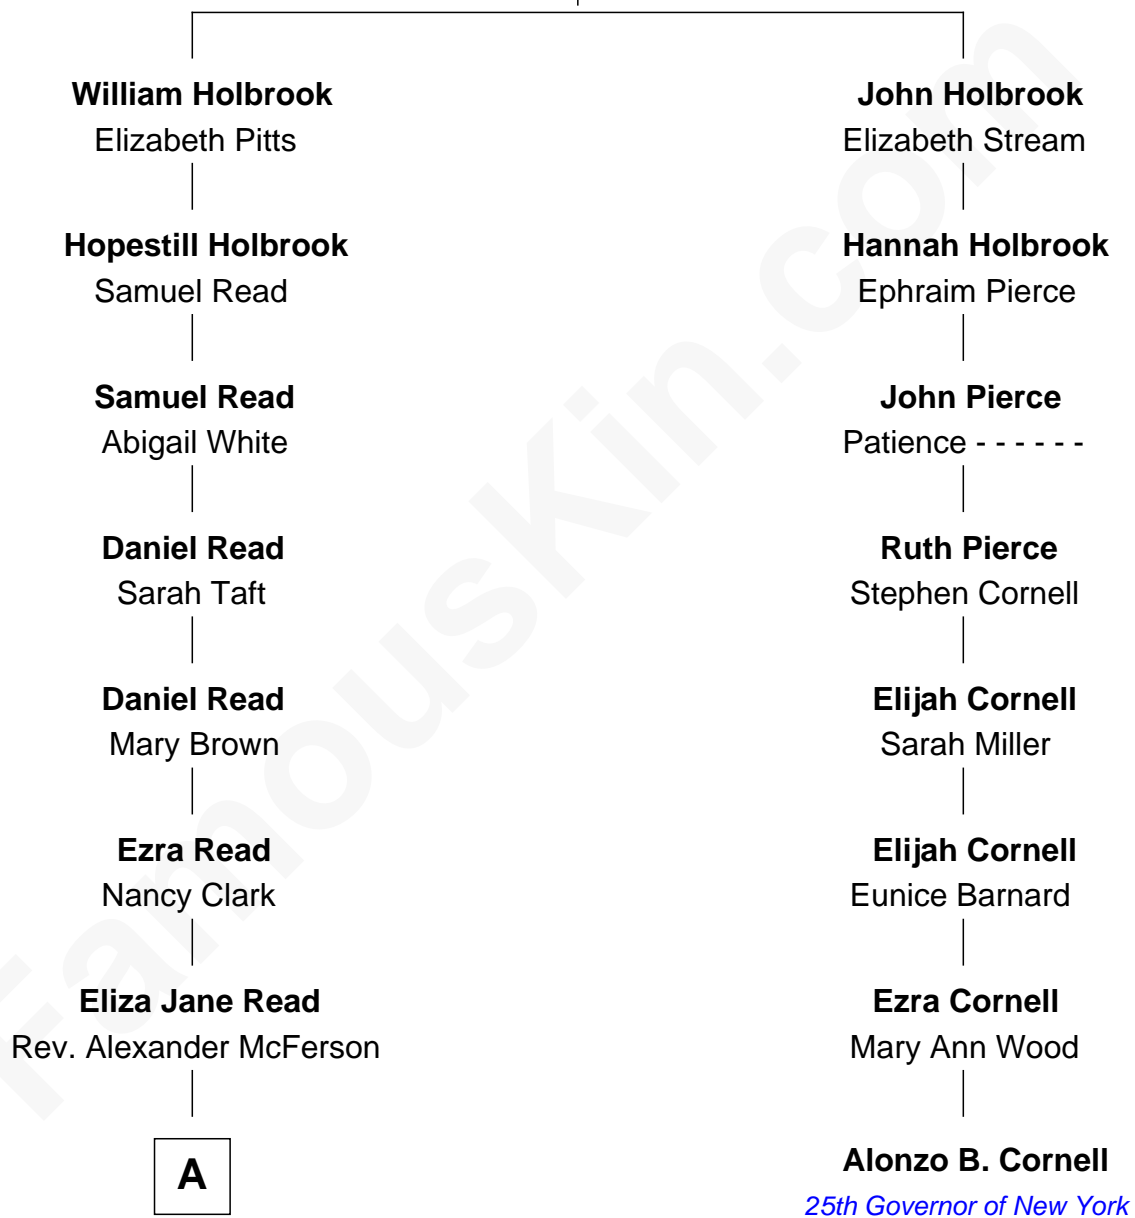 William Holbrook
Elizabeth Pitts
Hopestill Holbrook
Samuel Read
Samuel Read
Abigail White
Daniel Read
Sarah Taft
Daniel Read
Mary Brown
Ezra Read
Nancy Clark
Eliza Jane Read
Rev. Alexander McFerson
A
John Holbrook
Elizabeth Stream
Hannah Holbrook
Ephraim Pierce
John Pierce
Patience - - - - - -
Ruth Pierce
Stephen Cornell
Elijah Cornell
Sarah Miller
Elijah Cornell
Eunice Barnard
Ezra Cornell
Mary Ann Wood
Alonzo B. Cornell
25th Governor of New York
FamousKin.com